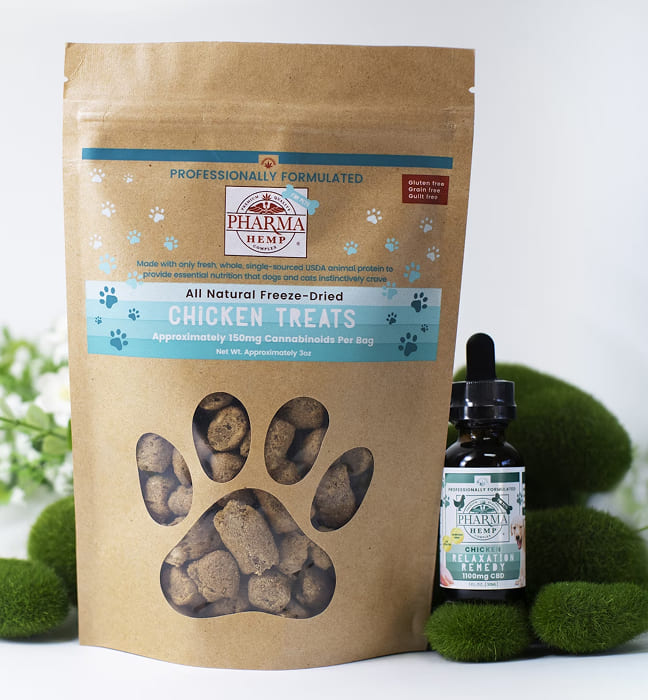 PROFESSIONALLY FORMULATED
Gluten free
Grain free
Guilt free
PREMIUM QUALITY
PHARMA
HEMP
COMPLEX
®
Made with only fresh, whole, single-sourced USDA animal protein to
provide essential nutrition that dogs and cats instinctively crave
All Natural Freeze-Dried
CHICKEN TREATS
Approximately 150mg Cannabinoids Per Bag
Net Wt. Approximately 3oz
PROFESSIONALLY FORMULATED
PHARMA
HEMP
CHICKEN
RELAXATION
REMEDY
1100mg CBD